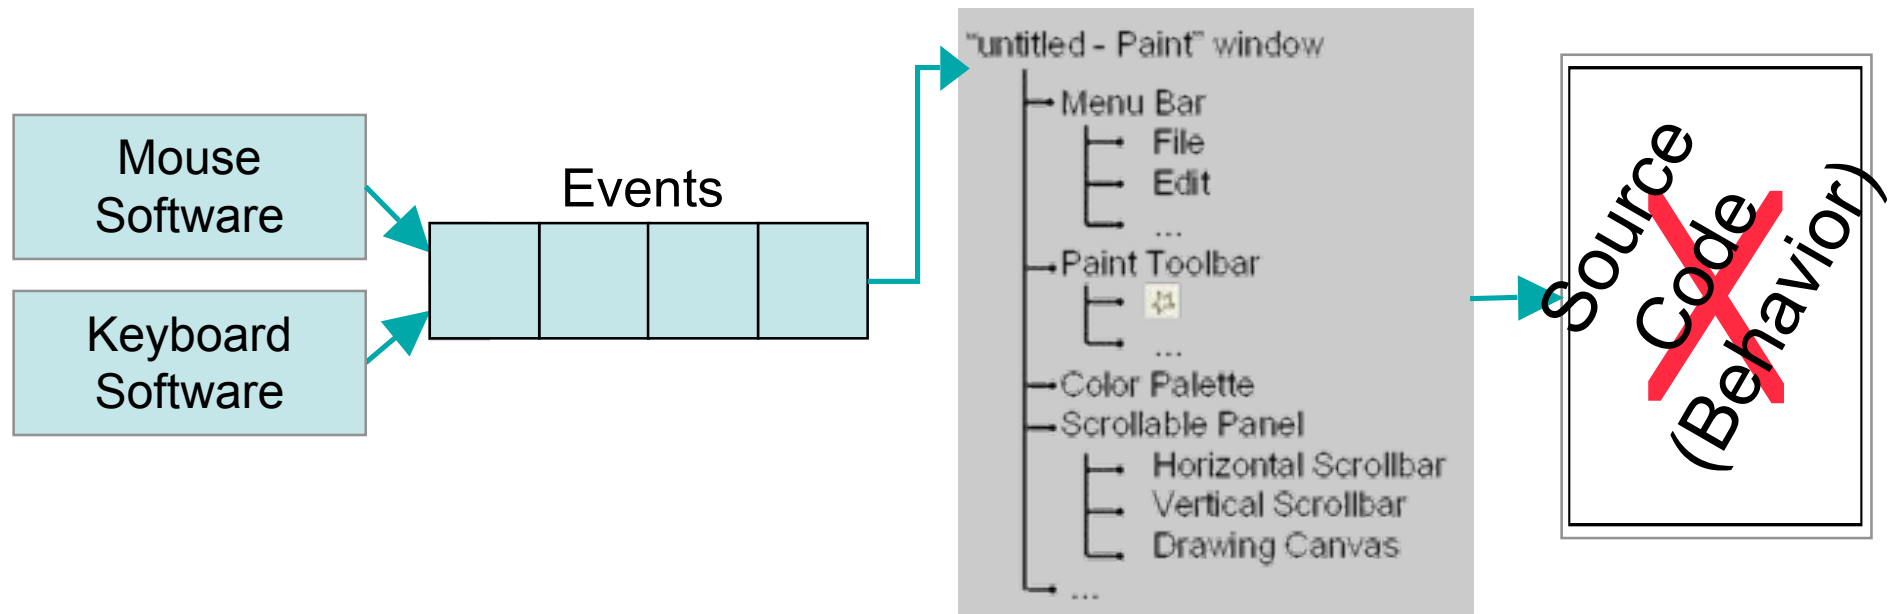 Mouse
Software
Keyboard
Software
Events
“untitled - Paint” window
Menu Bar
File
Edit
...
Paint Toolbar
...
Color Palette
Scrollable Panel
Horizontal Scrollbar
Vertical Scrollbar
Drawing Canvas
...
Source
Code
(Behavior)